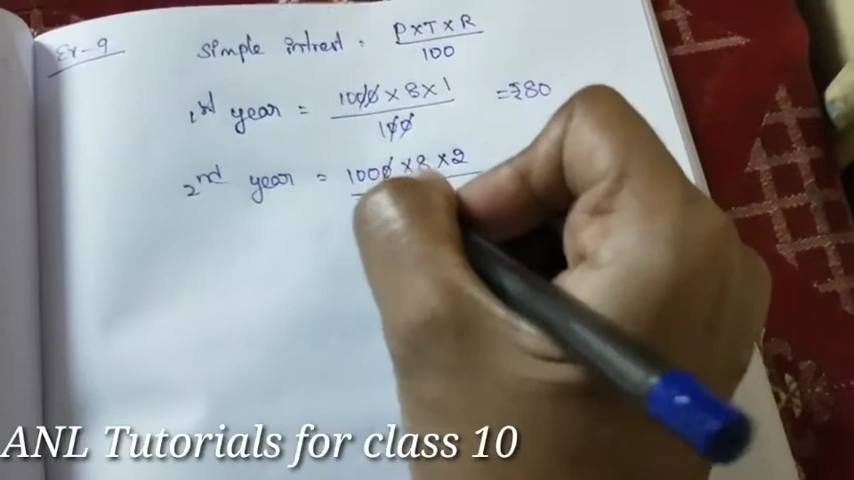 Ex-9
Simple intrest = P×T×R
100
1st year = 1000 × 8 × 1 = ₹80
100
2nd year = 1000 × 8 × 2
ANL Tutorials for class 10